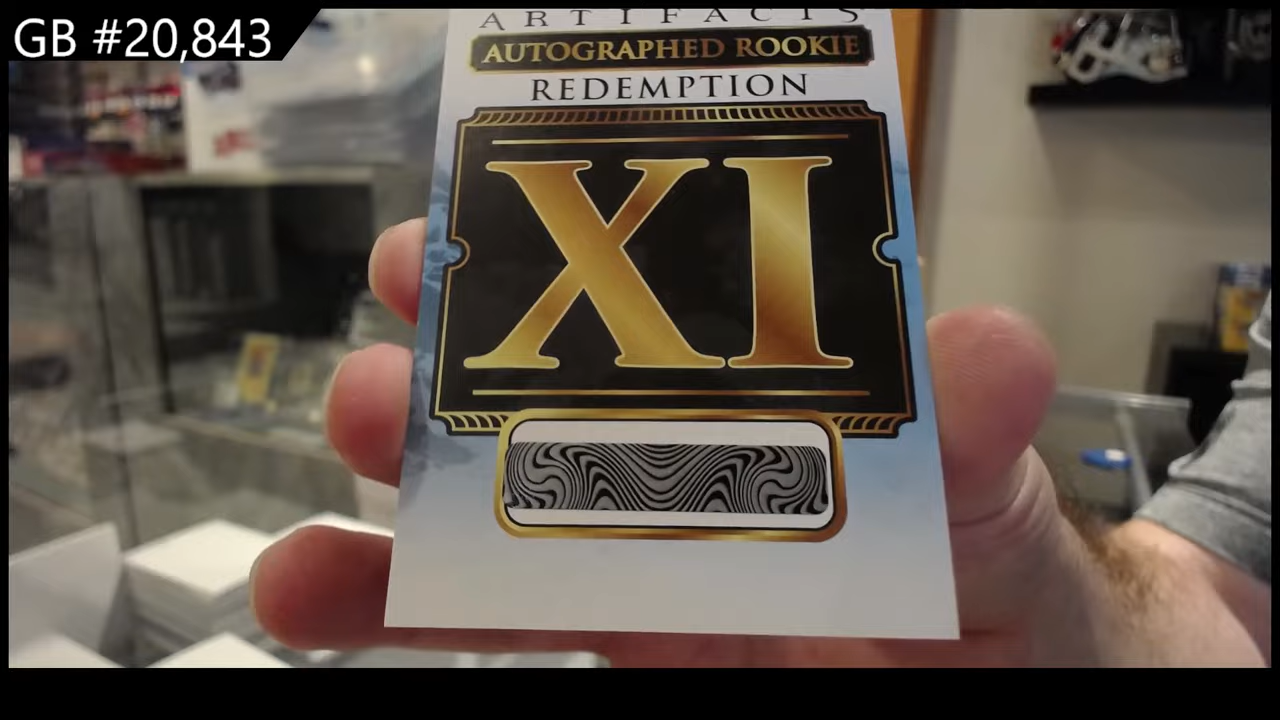 GB #20,843
ARTIFACTS
AUTOGRAPHED ROOKIE
REDEMPTION
XI